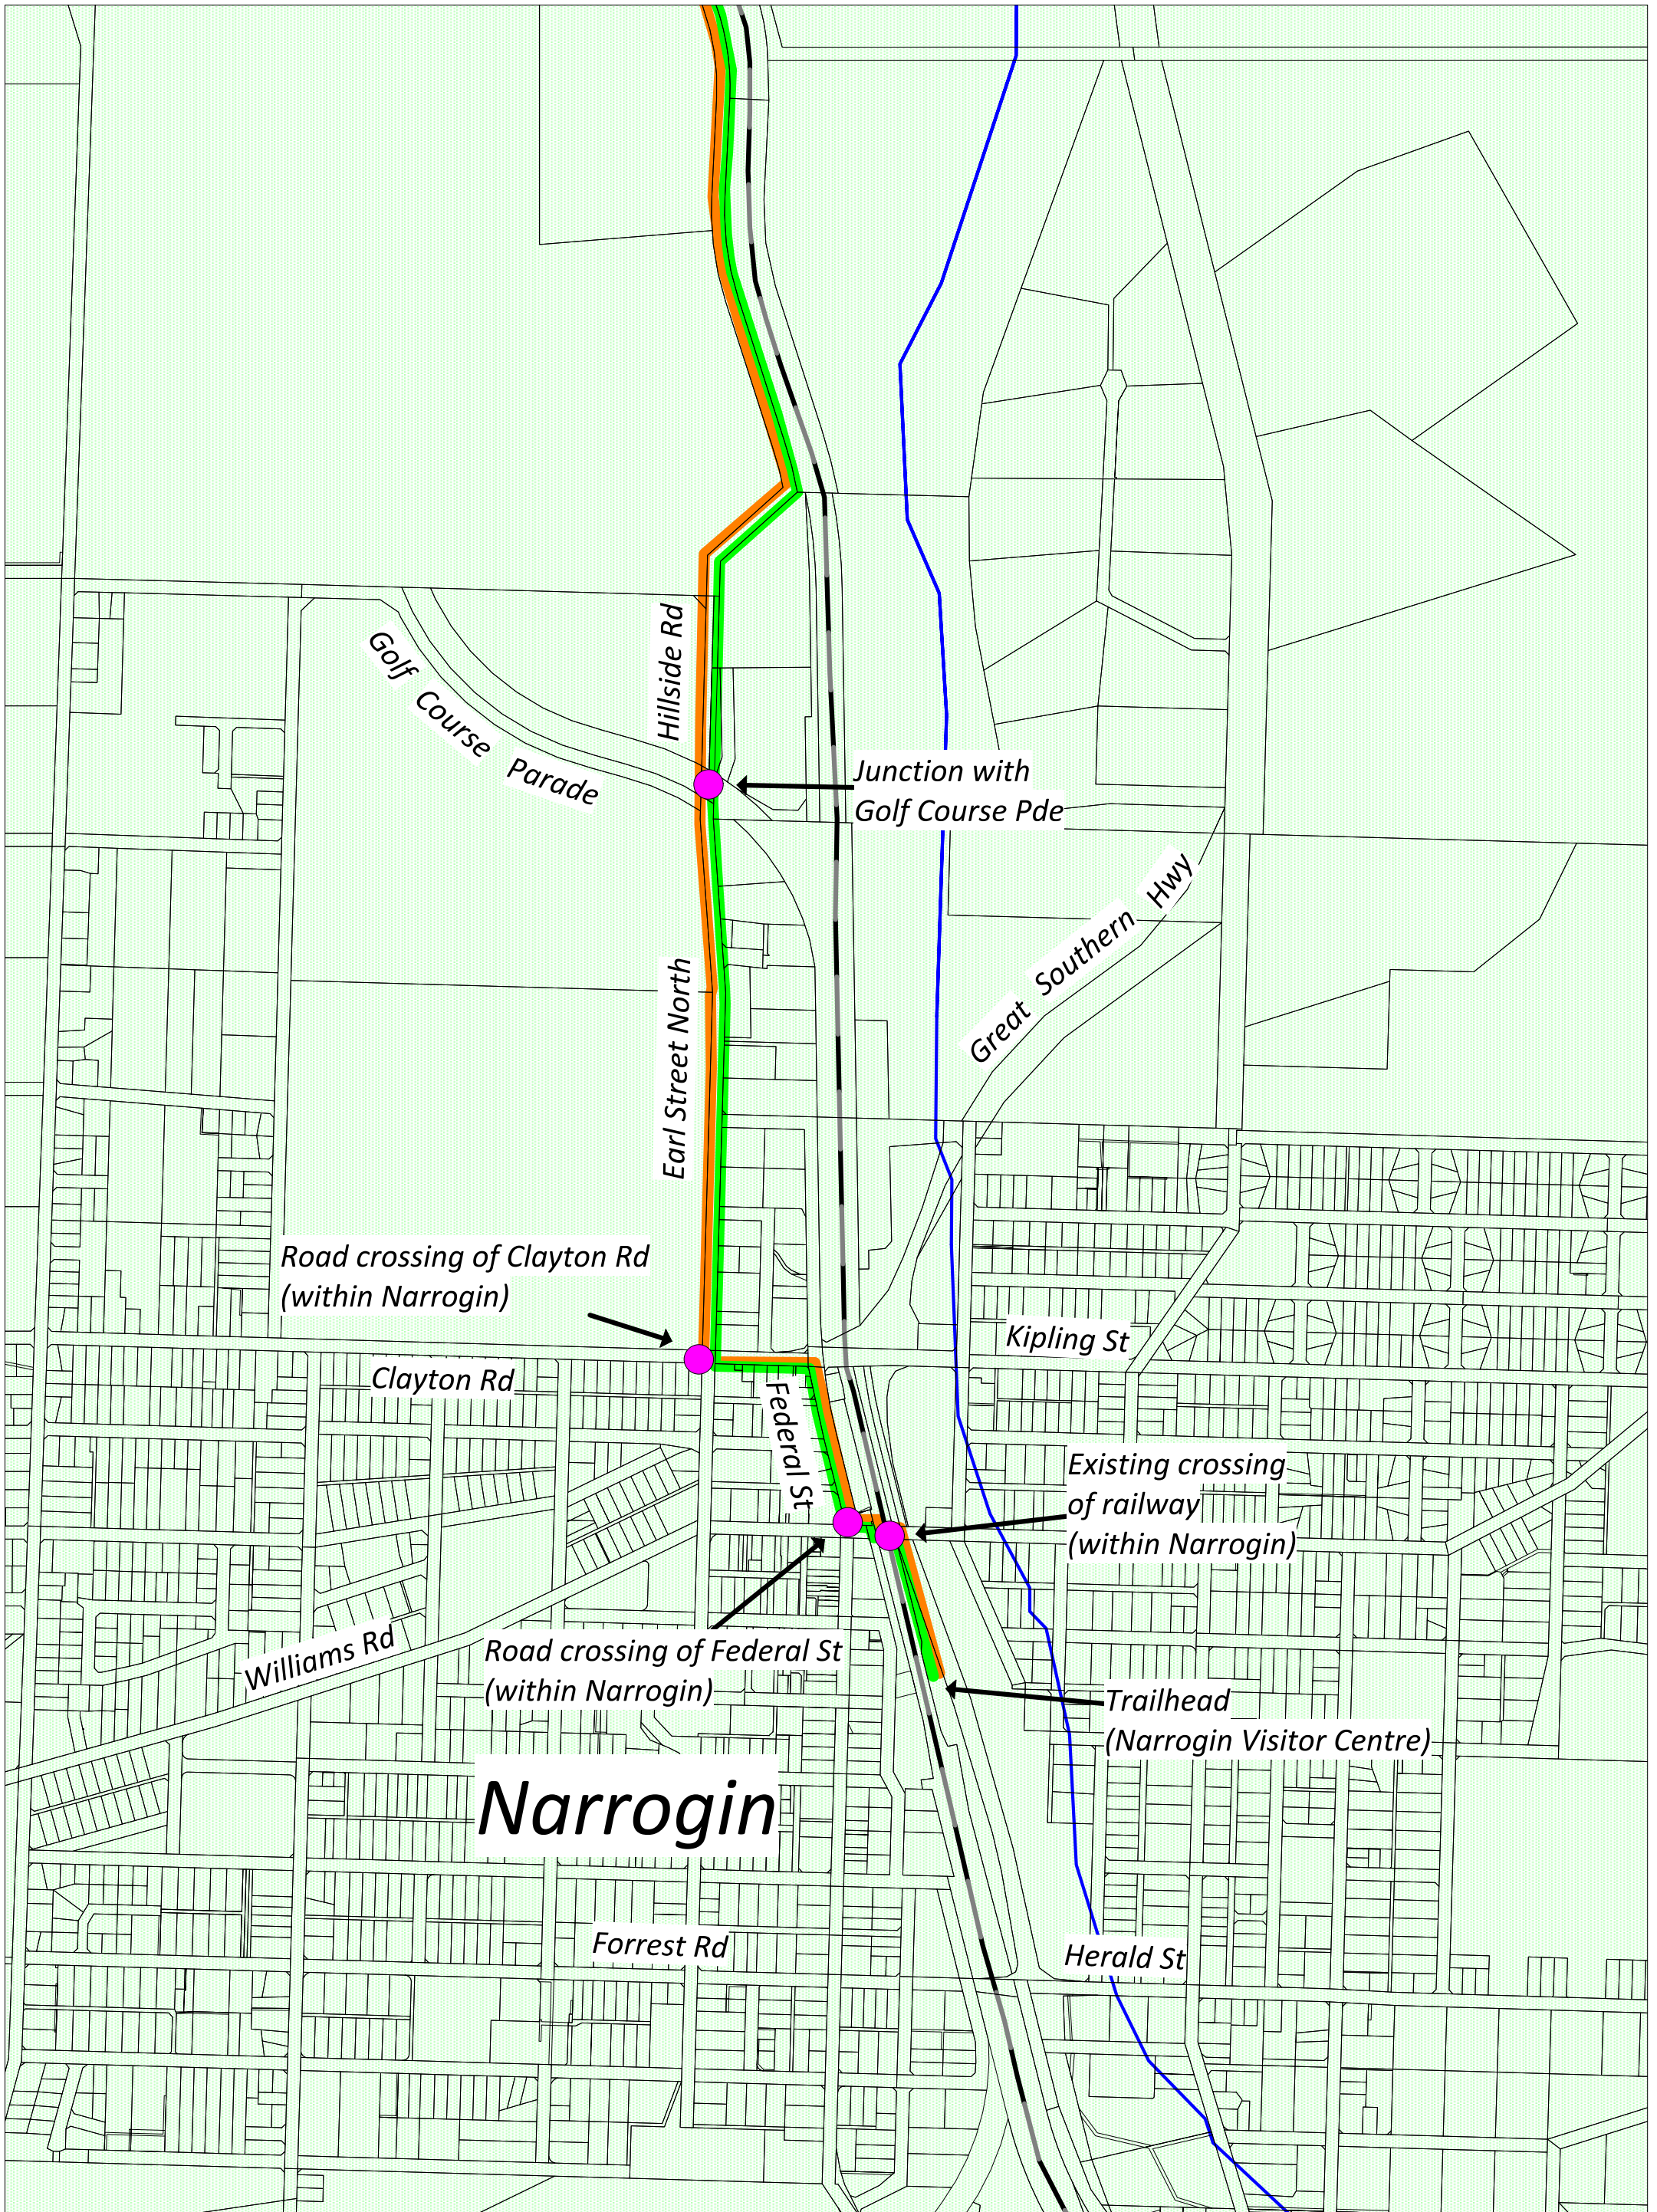 Hillside Rd
Golf Course Parade
Junction with
Golf Course Pde
Great Southern Hwy
Earl Street North
Road crossing of Clayton Rd
(within Narrogin)
Kipling St
Clayton Rd
Federal St
Existing crossing
of railway
(within Narrogin)
Williams Rd
Road crossing of Federal St
(within Narrogin)
Trailhead
(Narrogin Visitor Centre)
Narrogin
Forrest Rd
Herald St